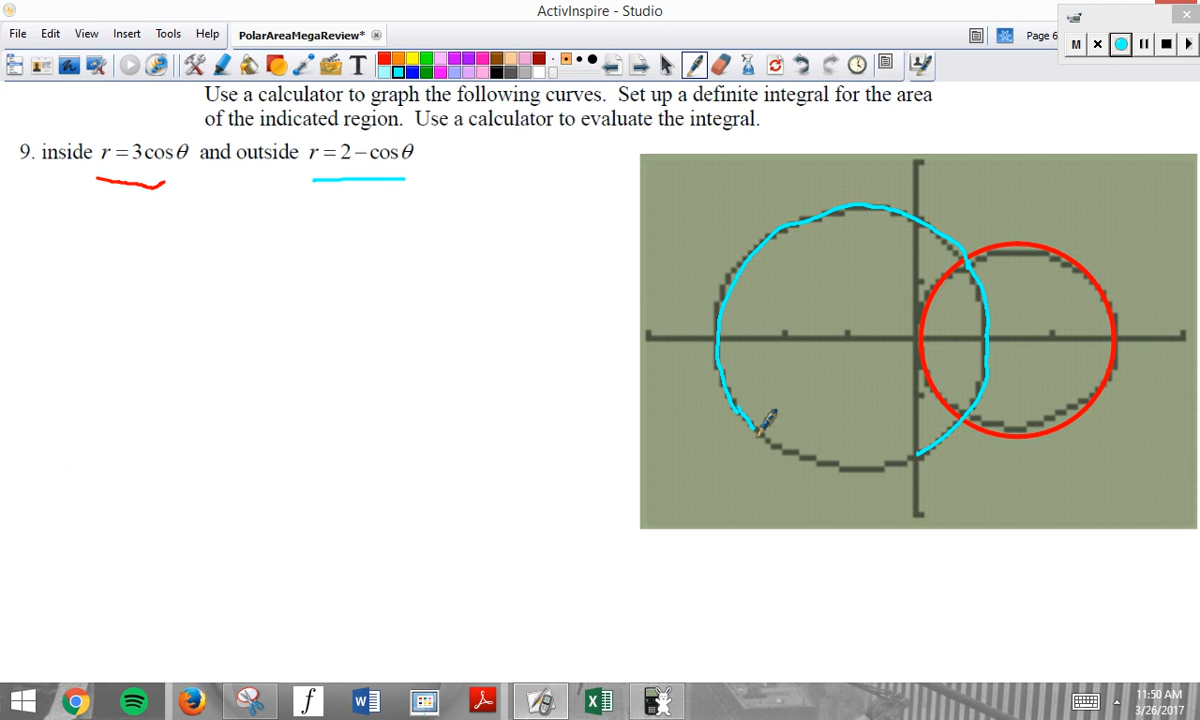 ActivInspire - Studio
File Edit View Insert Tools Help PolarAreaMegaReview* Page 6
M
T
Use a calculator to graph the following curves. Set up a definite integral for the area
of the indicated region. Use a calculator to evaluate the integral.
9. inside r = 3cosθ and outside r = 2 − cosθ
11:50 AM
3/26/2017